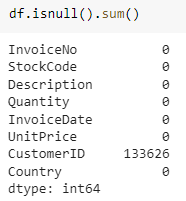 df.isnull().sum()
InvoiceNo 0
StockCode 0
Description 0
Quantity 0
InvoiceDate 0
UnitPrice 0
CustomerID 133626
Country 0
dtype: int64